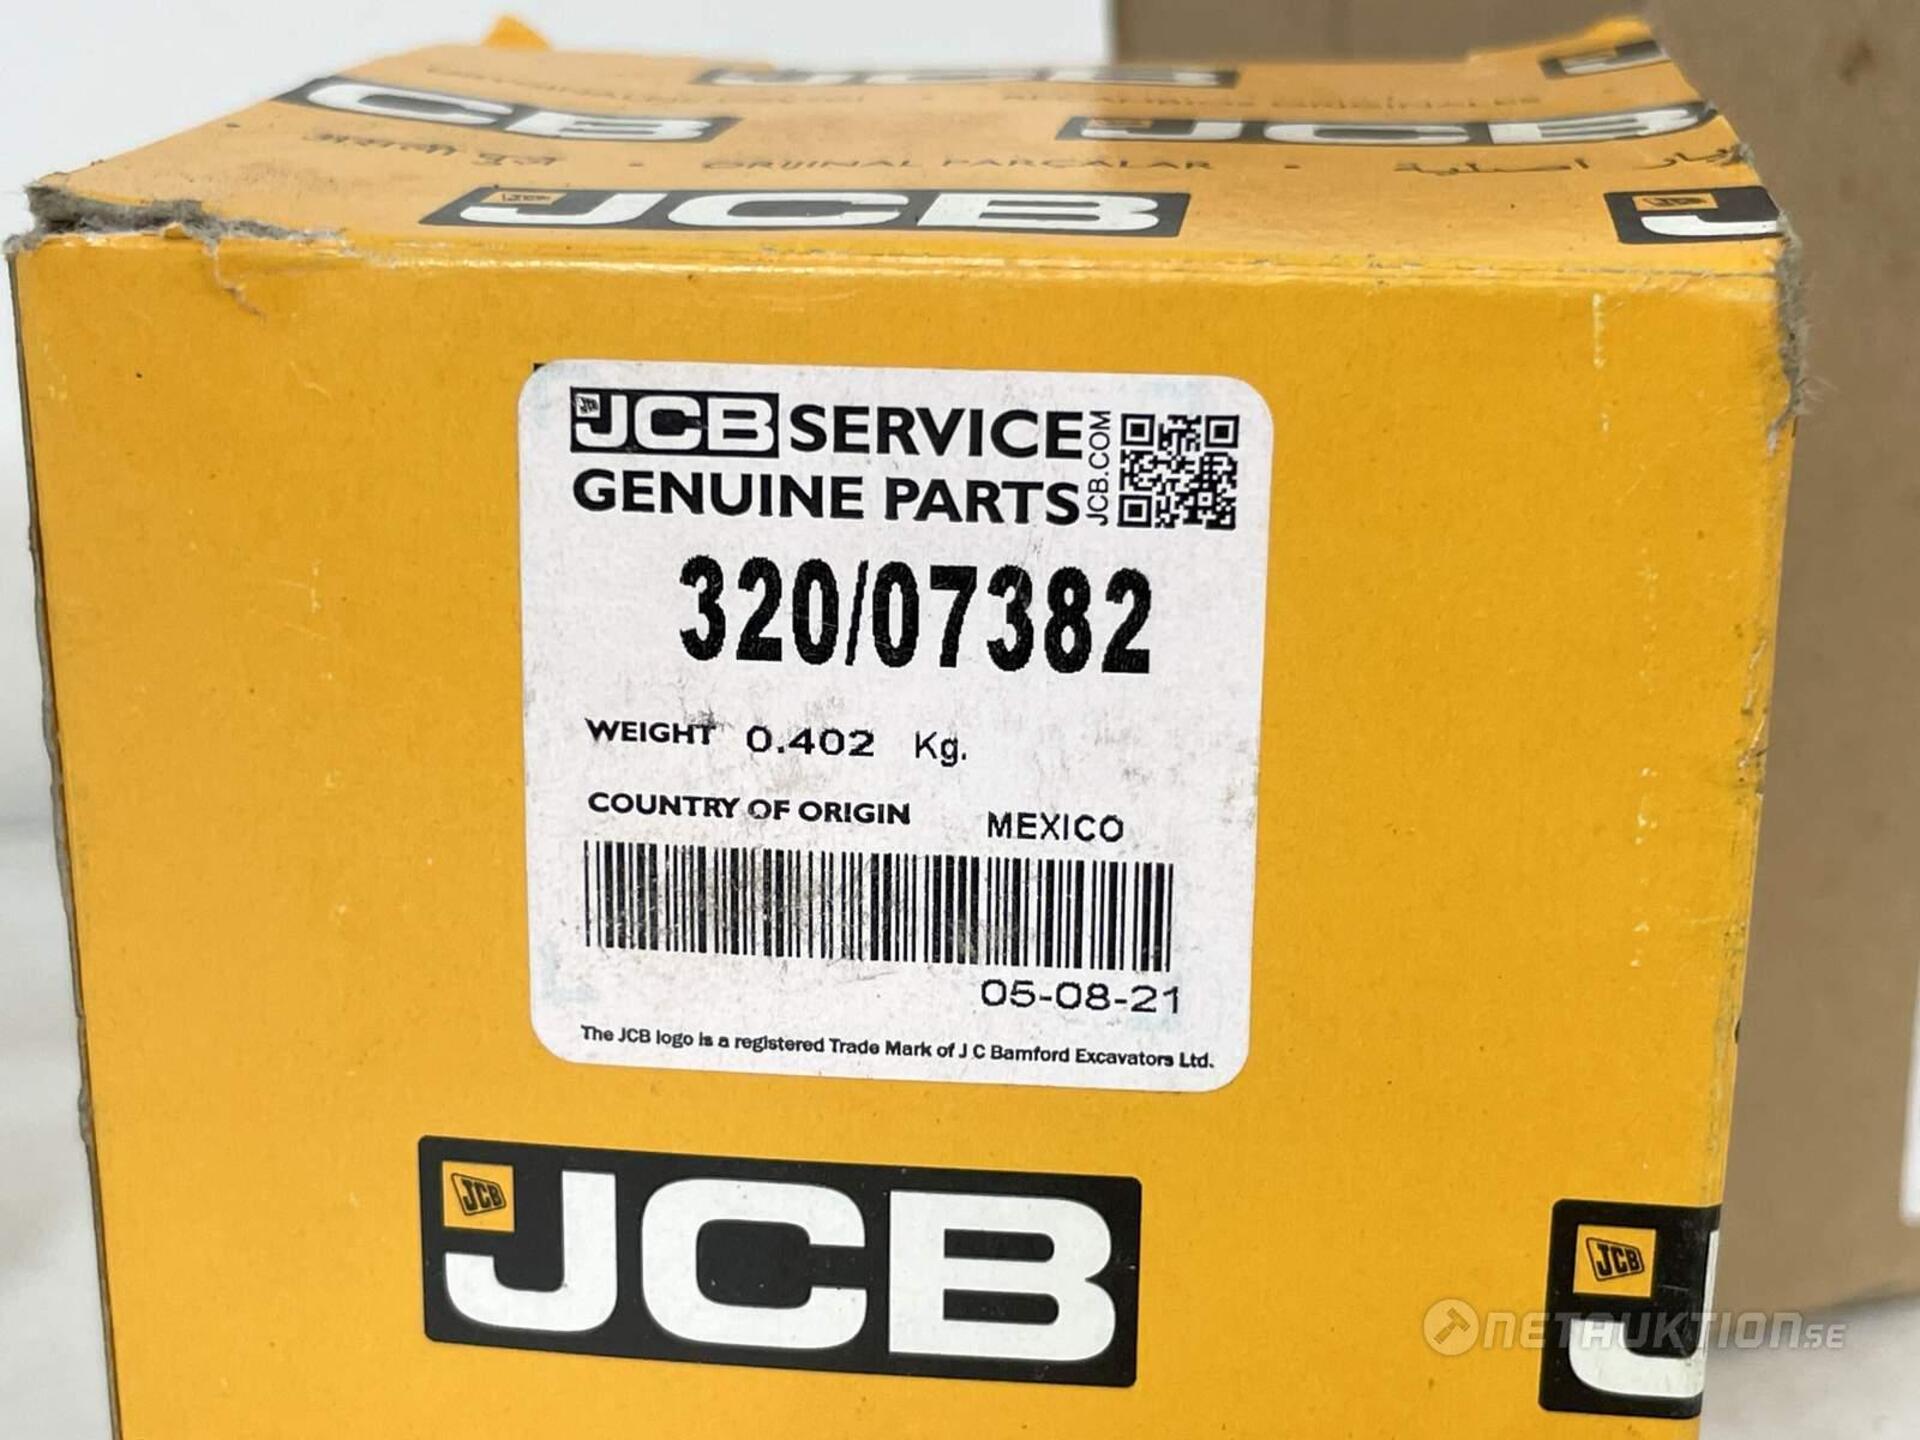 JCB JCB
JCB JCB
असली पुर्जे • ORIJINAL PARÇALAR •
JCB
JCB SERVICE
GENUINE PARTS
JCB.COM
320/07382
WEIGHT 0.402 Kg.
COUNTRY OF ORIGIN MEXICO
05-08-21
The JCB logo is a registered Trade Mark of J C Bamford Excavators Ltd.
JCB
JCB
NETAUKTION.SE